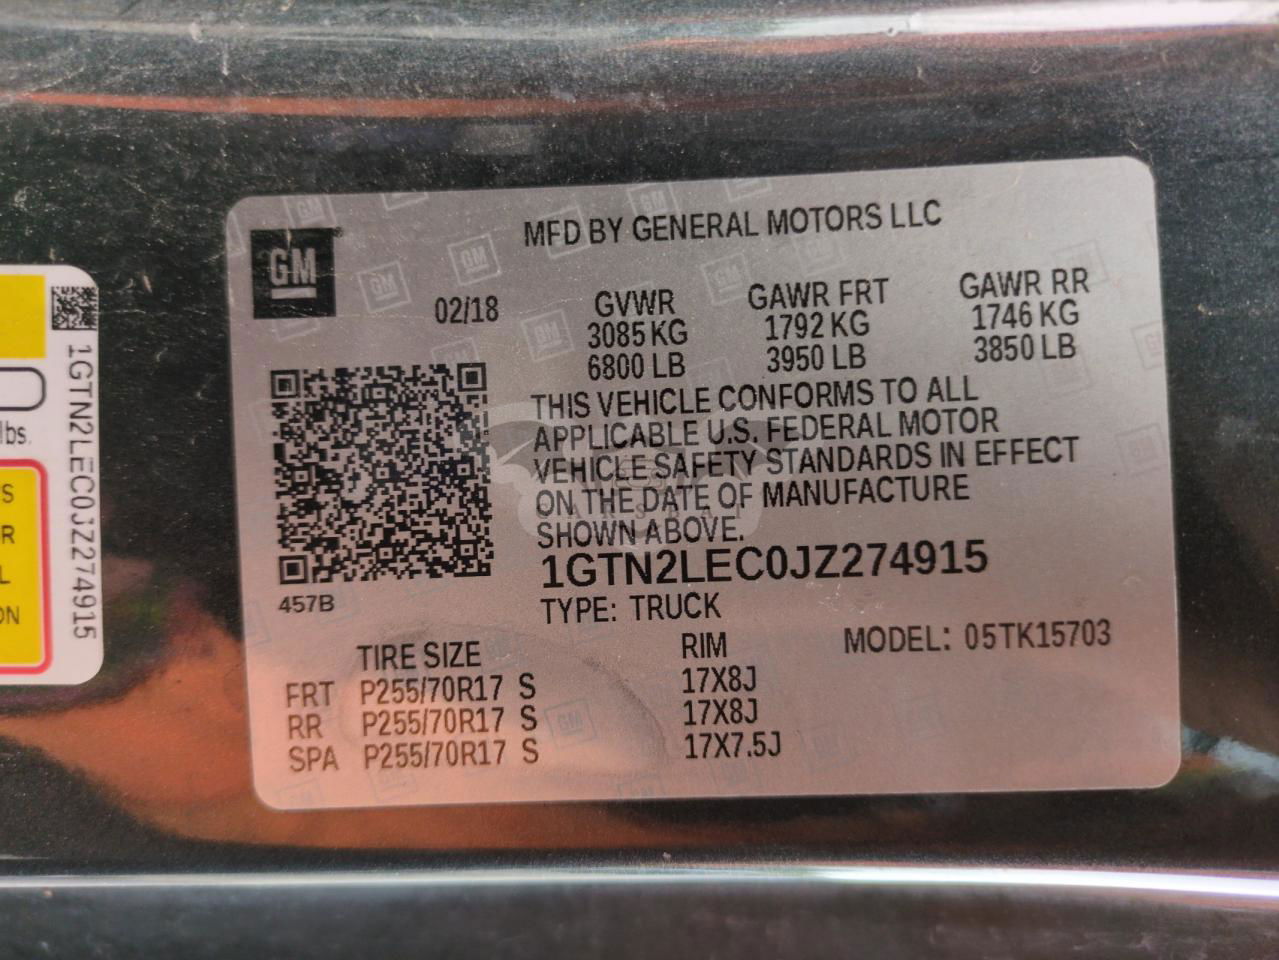 GM
MFD BY GENERAL MOTORS LLC
02/18
GVWR
3085 KG
6800 LB
GAWR FRT
1792 KG
3950 LB
GAWR RR
1746 KG
3850 LB
THIS VEHICLE CONFORMS TO ALL
APPLICABLE U.S. FEDERAL MOTOR
VEHICLE SAFETY STANDARDS IN EFFECT
ON THE DATE OF MANUFACTURE
SHOWN ABOVE.
1GTN2LEC0JZ274915
TYPE: TRUCK
457B
MODEL: 05TK15703
TIRE SIZE RIM
FRT P255/70R17 S 17X8J
RR P255/70R17 S 17X8J
SPA P255/70R17 S 17X7.5J
1GTN2LEC0JZ274915
lbs.
S
R
L
ON